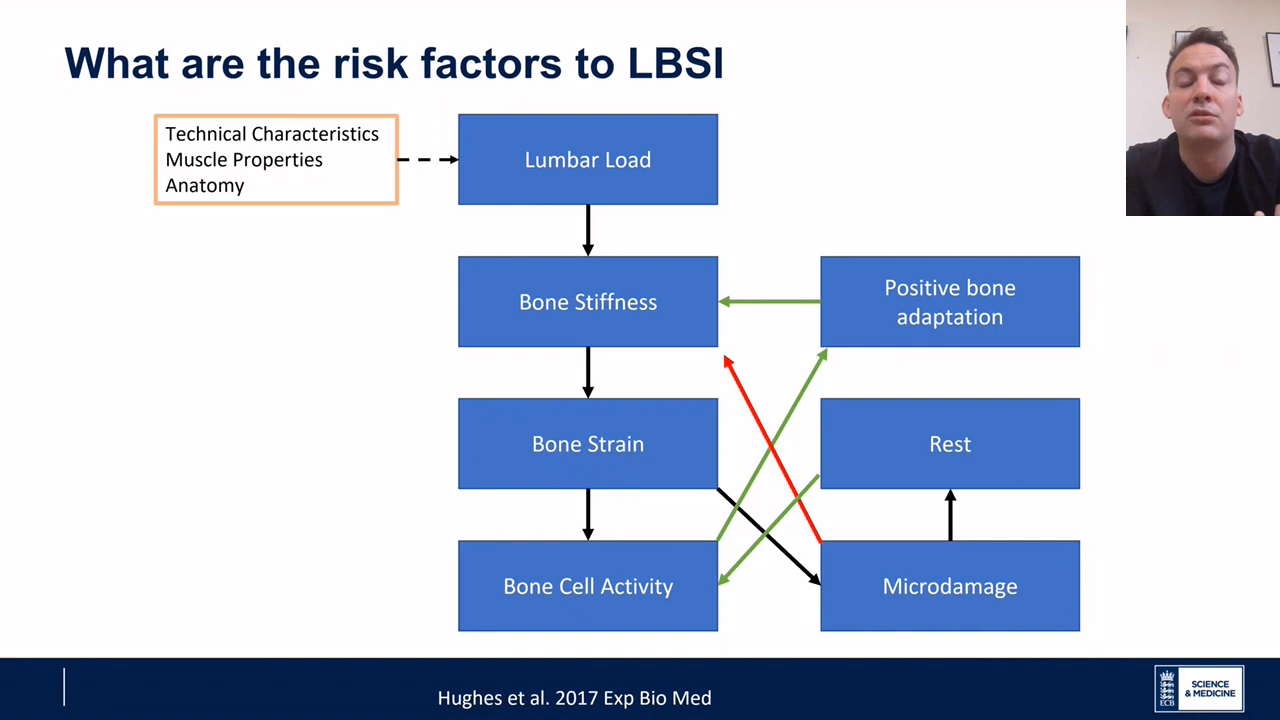 What are the risk factors to LBSI
Technical Characteristics
Muscle Properties
Anatomy
Lumbar Load
Bone Stiffness
Positive bone
adaptation
Bone Strain
Rest
Bone Cell Activity
Microdamage
Hughes et al. 2017 Exp Bio Med
ECB
SCIENCE
& MEDICINE